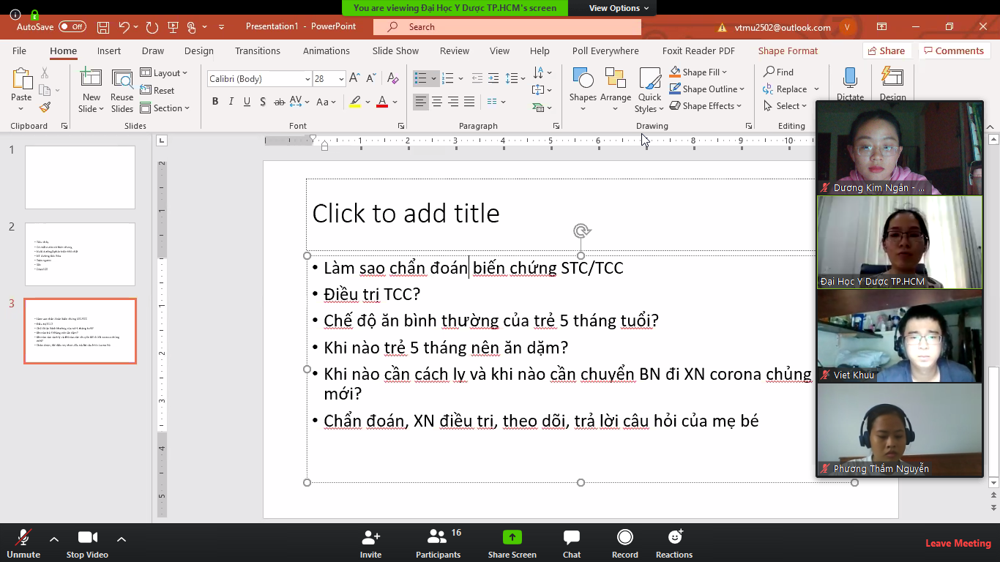 You are viewing Đại Học Y Dược TP.HCM's screen
View Options
AutoSave
Off
Presentation1 - PowerPoint
Search
vtmu2502@outlook.com
V
File
Home
Insert
Draw
Design
Transitions
Animations
Slide Show
Review
View
Help
Poll Everywhere
Foxit Reader PDF
Shape Format
Share
Comments
Paste
New
Slide
Reuse
Slides
Layout
Reset
Section
Calibri (Body)
28
Shapes
Arrange
Quick
Styles
Shape Fill
Shape Outline
Shape Effects
Find
Replace
Select
Dictate
Design
Clipboard
Slides
Font
Paragraph
Drawing
Editing
1
2
3
Click to add title
• Làm sao chẩn đoán biến chứng STC/TCC
• Điều trị TCC?
• Chế độ ăn bình thường của trẻ 5 tháng tuổi?
• Khi nào trẻ 5 tháng nên ăn dặm?
• Khi nào cần cách ly và khi nào cần chuyển BN đi XN corona chủng
mới?
• Chẩn đoán, XN điều trị, theo dõi, trả lời câu hỏi của mẹ bé
Dương Kim Ngân - ...
Đại Học Y Dược TP.HCM
Viet Khuu
Phương Thắm Nguyễn
Unmute
Stop Video
Invite
Participants
16
Share Screen
Chat
Record
Reactions
Leave Meeting